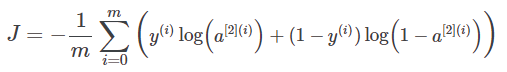 J = -\frac{1}{m} \sum_{i=0}^{m} \left( y^{(i)} \log\left(a^{[2](i)}\right) + (1 - y^{(i)}) \log\left(1 - a^{[2](i)}\right) \right)